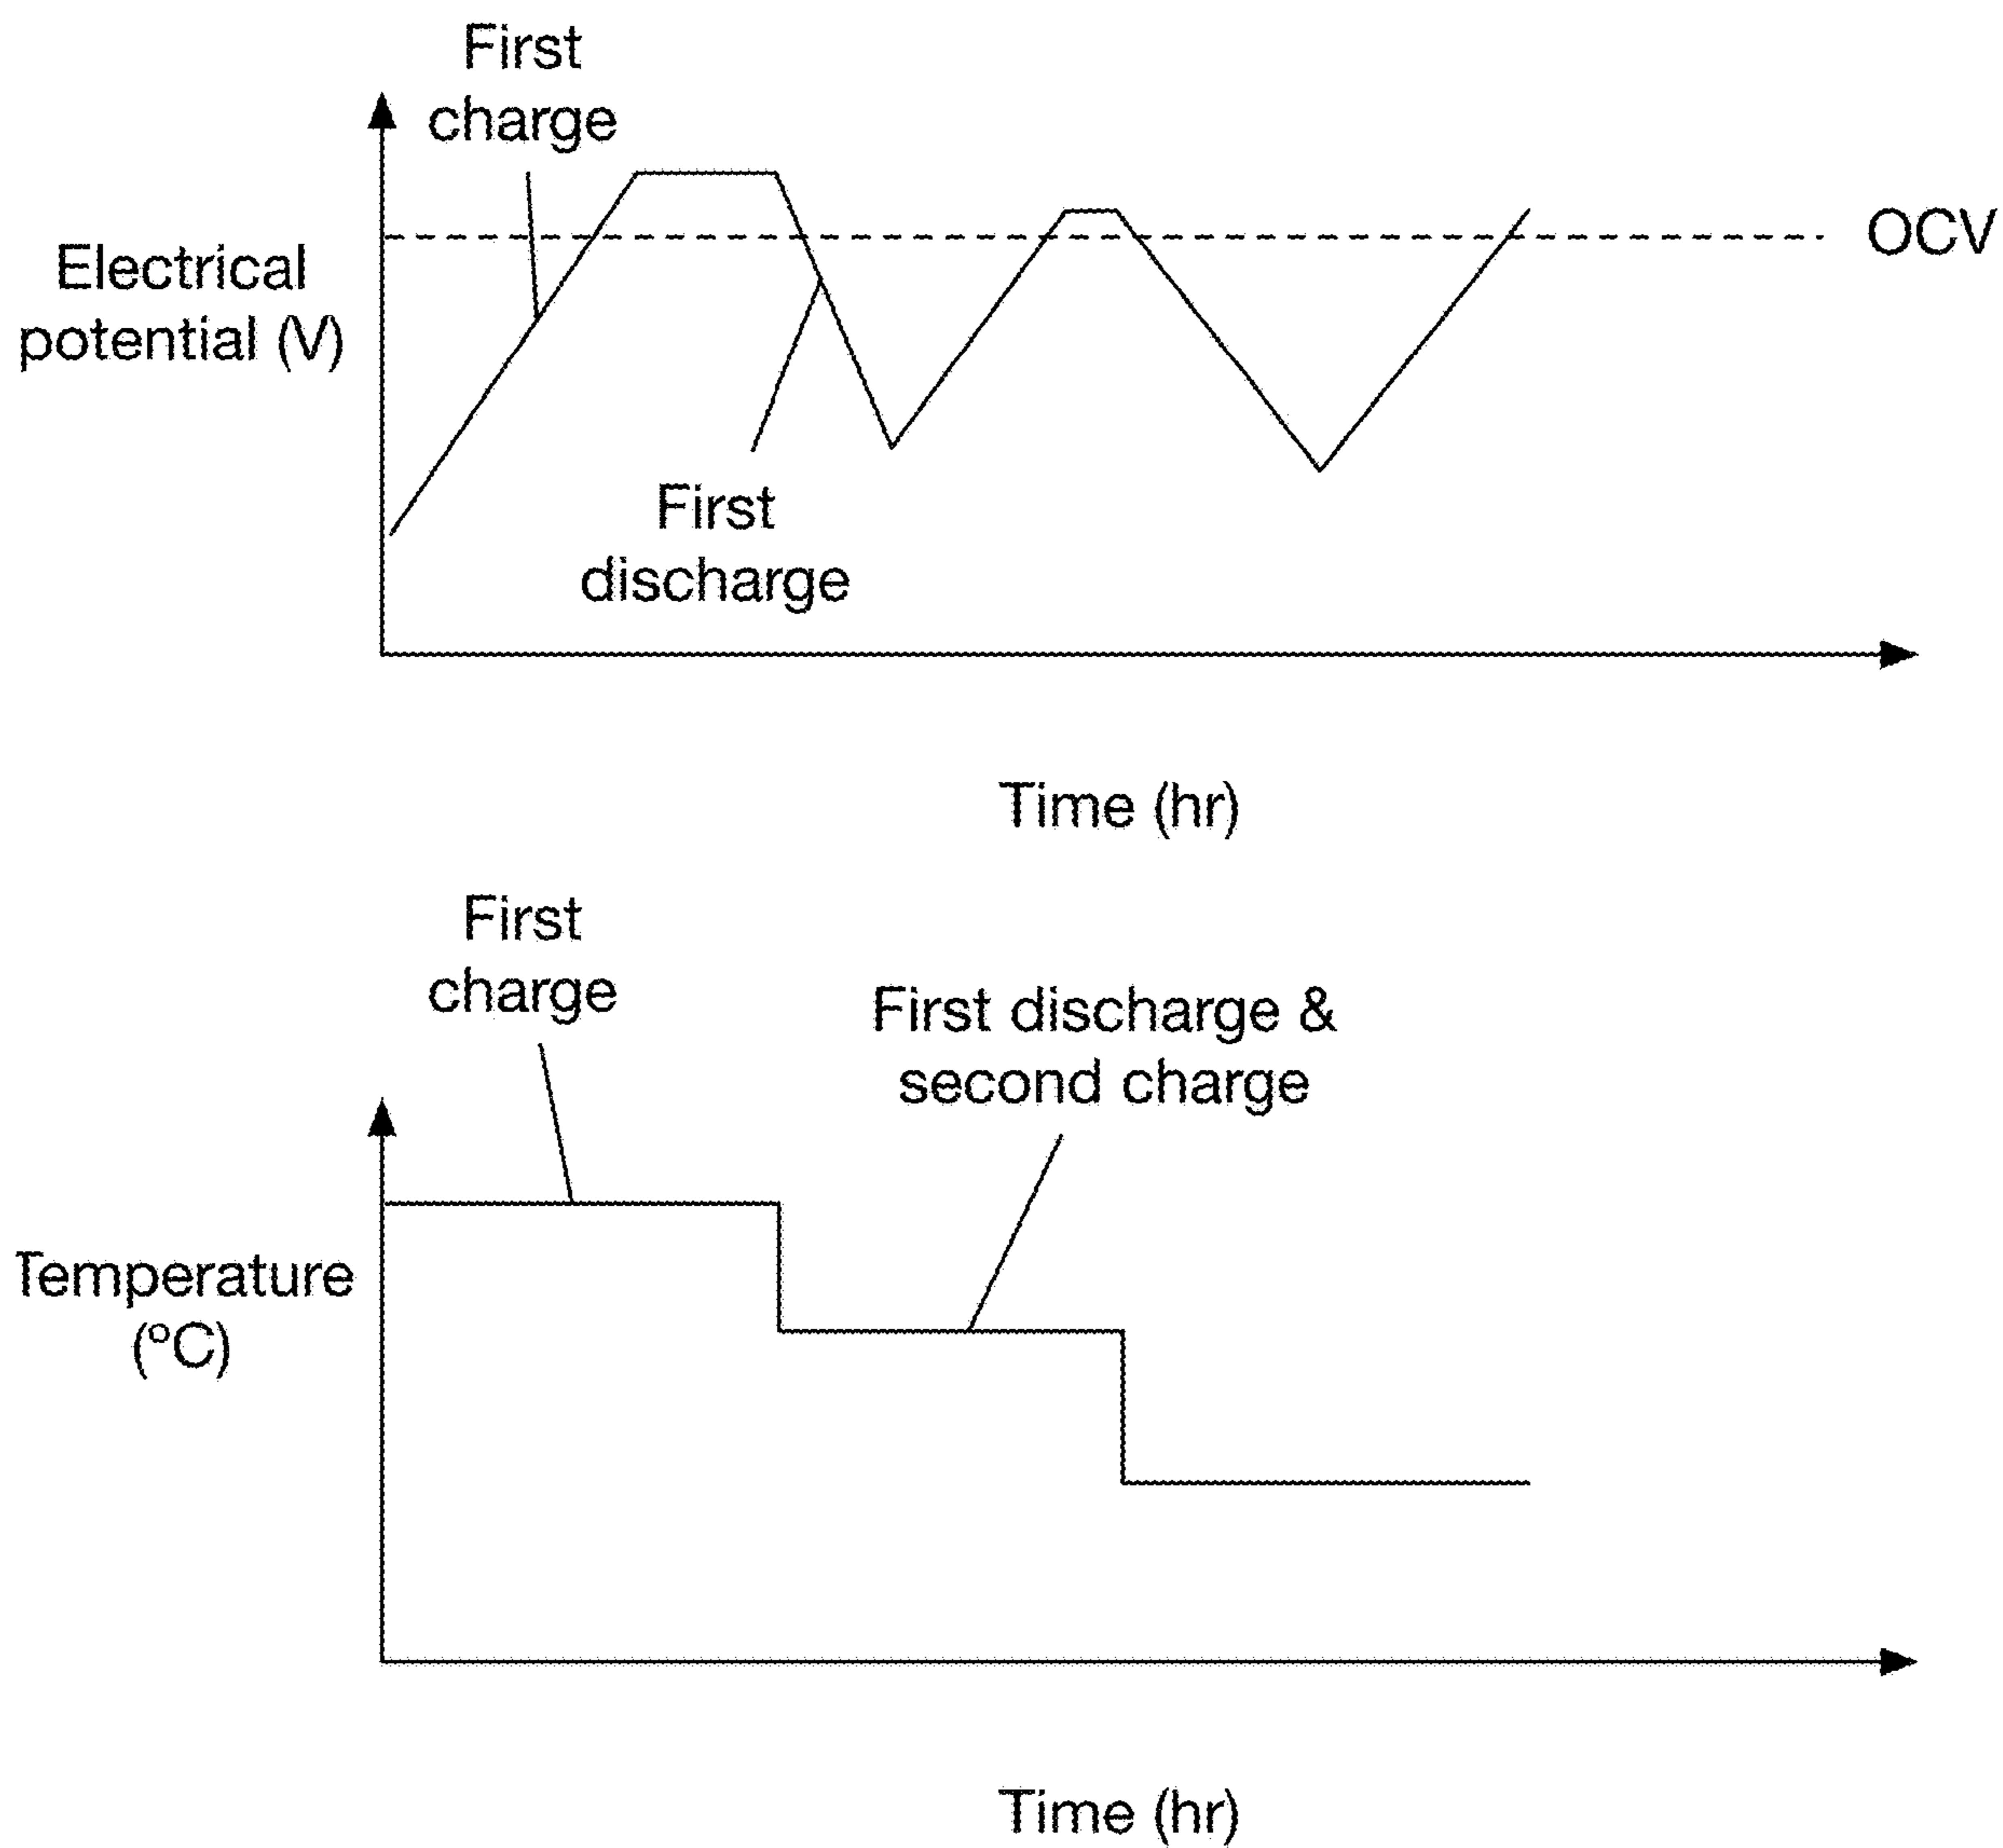 First
charge
Electrical
potential (V)
OCV
First
discharge
Time (hr)
First
charge
First discharge &
second charge
Temperature
(°C)
Time (hr)